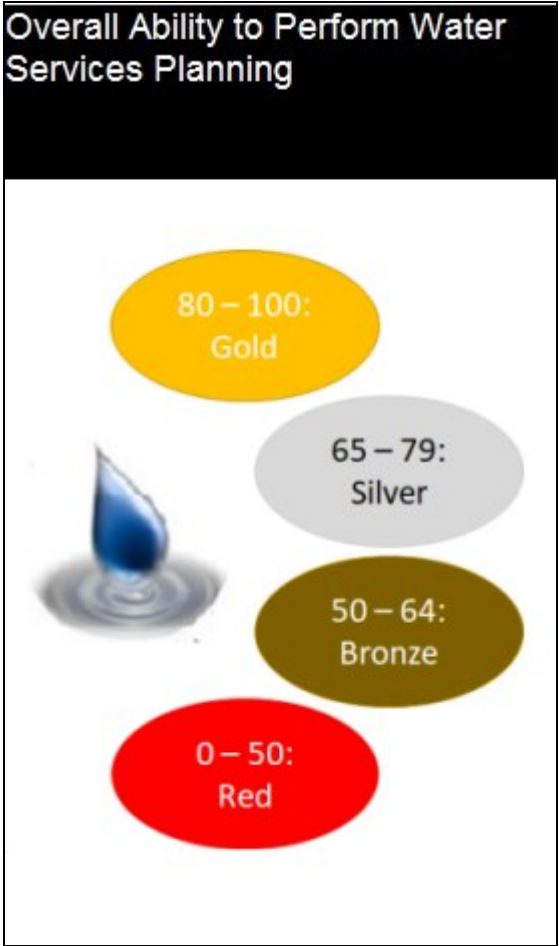 Overall Ability to Perform Water
Services Planning
80 – 100:
Gold
65 – 79:
Silver
50 – 64:
Bronze
0 – 50:
Red